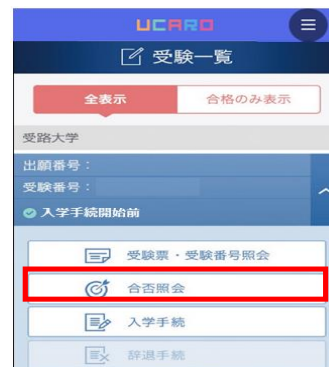 UCARO
受験一覧
全表示
合格のみ表示
受路大学
出願番号：
受験番号：
入学手続開始前
受験票・受験番号照会
合否照会
入学手続
辞退手続